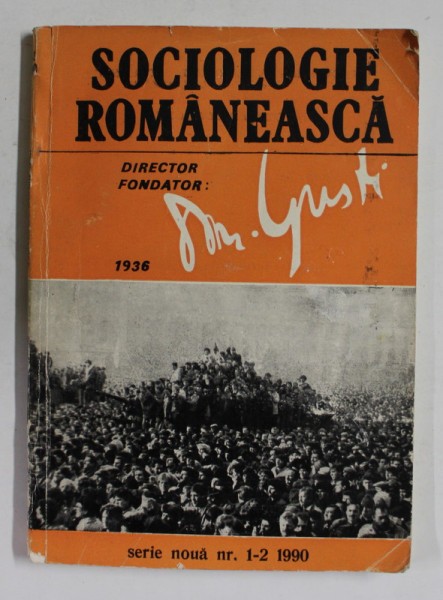 SOCIOLOGIE
ROMÂNEASCĂ
DIRECTOR
FONDATOR:
Dm. Gusti
1936
serie nouă nr. 1-2 1990